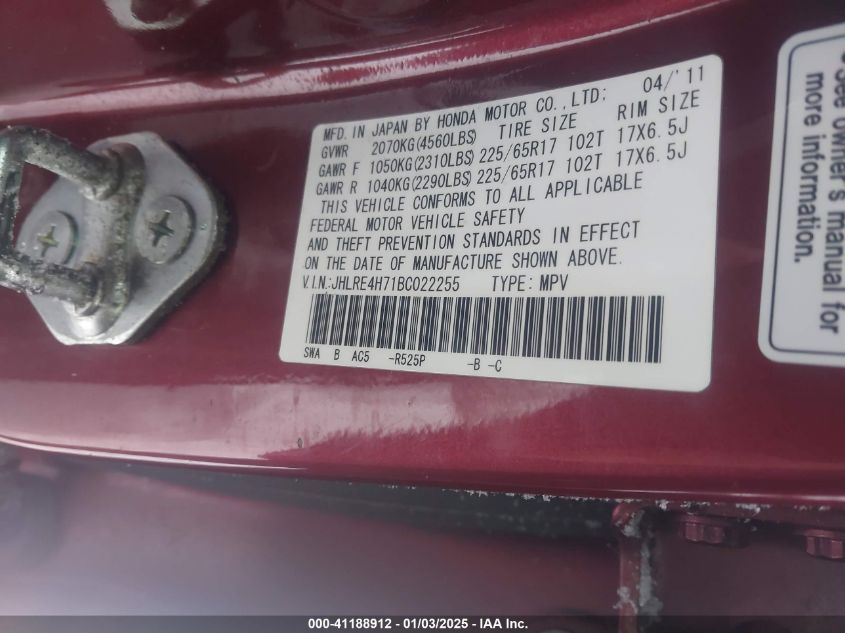 MFD. IN JAPAN BY HONDA MOTOR CO., LTD; 04/'11
GVWR 2070KG(4560LBS) TIRE SIZE RIM SIZE
GAWR F 1050KG(2310LBS) 225/65R17 102T 17X6.5J
GAWR R 1040KG(2290LBS) 225/65R17 102T 17X6.5J
THIS VEHICLE CONFORMS TO ALL APPLICABLE
FEDERAL MOTOR VEHICLE SAFETY
AND THEFT PREVENTION STANDARDS IN EFFECT
ON THE DATE OF MANUFACTURE SHOWN ABOVE.
V.I.N.:JHLRE4H71BC022255 TYPE: MPV
SWA B AC5 -R525P -B -C
See owner's manual for
more information.
000-41188912 - 01/03/2025 - IAA Inc.